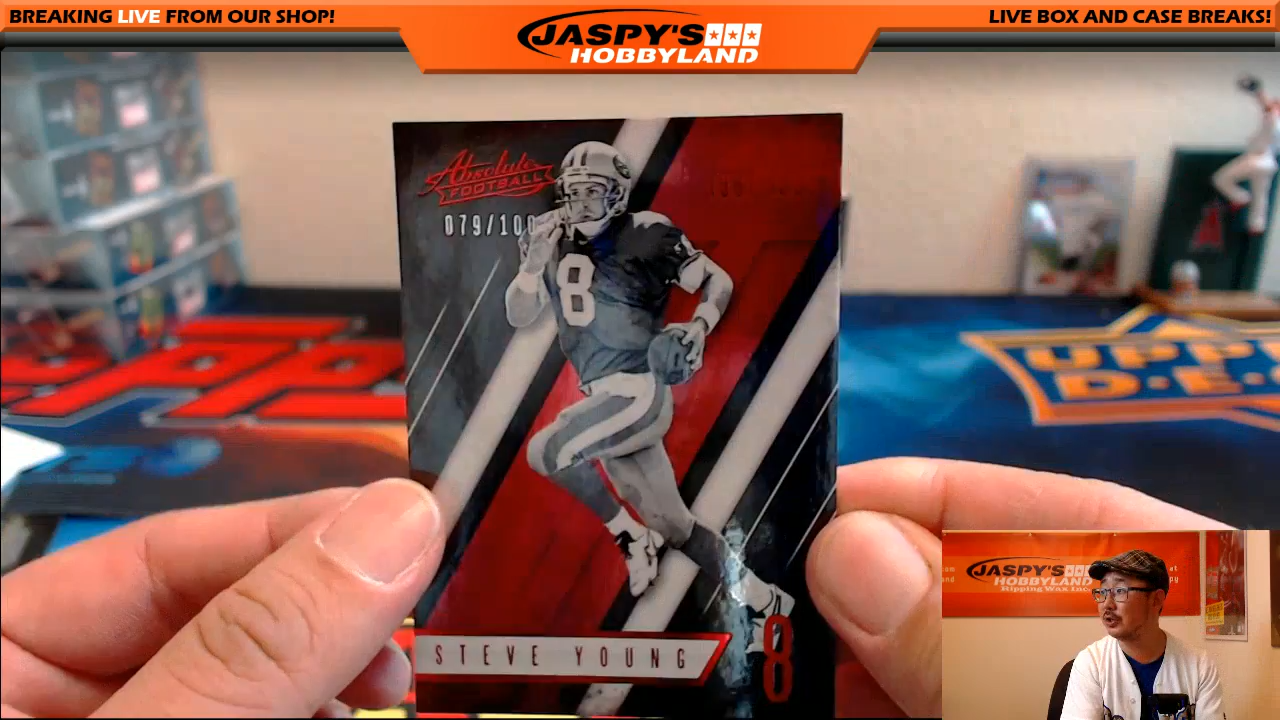 BREAKING LIVE FROM OUR SHOP!
JASPY'S
HOBBYLAND
LIVE BOX AND CASE BREAKS!
Absolute
FOOTBALL
079/100
8
UPP
D·E·C
JASPY'S
HOBBYLAND
Ripping Wax Inc.
STEVE YOUNG
8